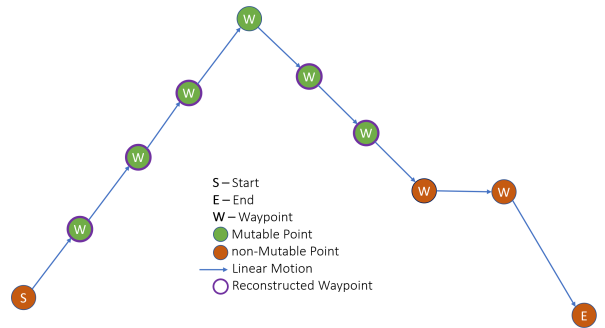 W
W
W
W
W
W
W
W
S – Start
E – End
W – Waypoint
Mutable Point
non-Mutable Point
Linear Motion
Reconstructed Waypoint
W
S
E